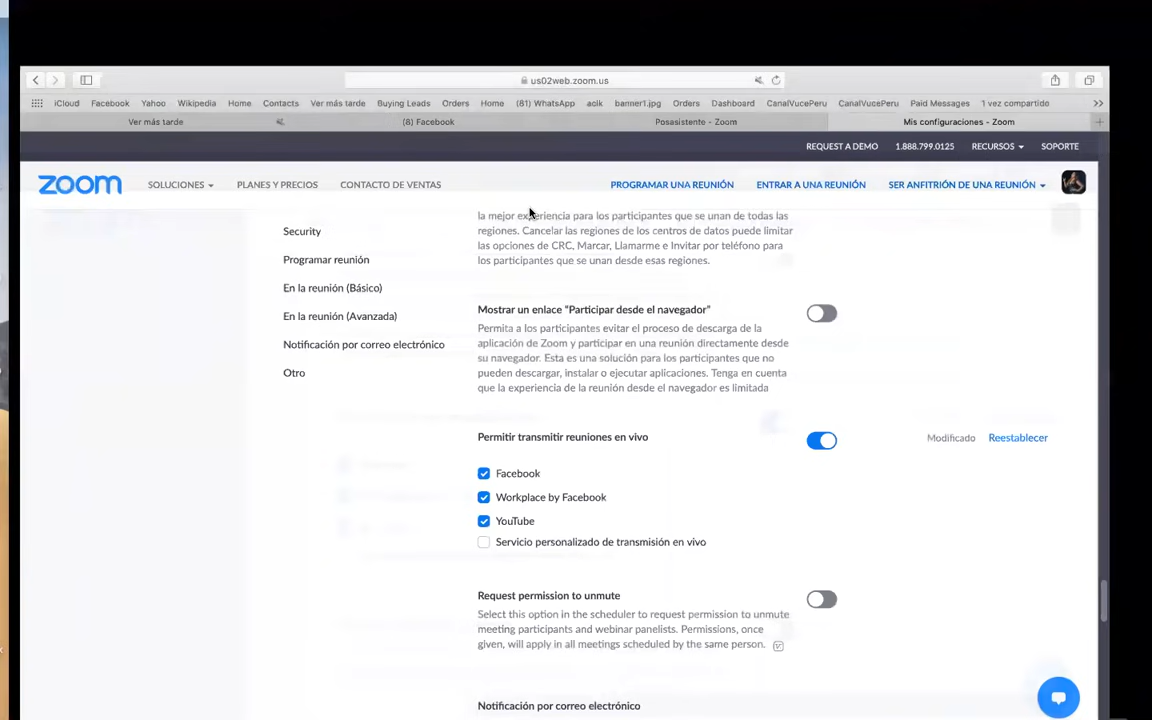 us02web.zoom.us
iCloud Facebook Yahoo Wikipedia Home Contacts Ver más tarde Buying Leads Orders Home (81) WhatsApp aoik banner1.jpg Orders Dashboard CanalVucePeru CanalVucePeru Paid Messages 1 vez compartido
Ver más tarde (8) Facebook Posasistente - Zoom Mis configuraciones - Zoom
REQUEST A DEMO 1.888.799.0125 RECURSOS SOPORTE
zoom SOLUCIONES PLANES Y PRECIOS CONTACTO DE VENTAS PROGRAMAR UNA REUNIÓN ENTRAR A UNA REUNIÓN SER ANFITRIÓN DE UNA REUNIÓN
Security
Programar reunión
En la reunión (Básico)
En la reunión (Avanzada)
Notificación por correo electrónico
Otro
la mejor experiencia para los participantes que se unan de todas las
regiones. Cancelar las regiones de los centros de datos puede limitar
las opciones de CRC, Marcar, Llamarme e Invitar por teléfono para
los participantes que se unan desde esas regiones.
Mostrar un enlace "Participar desde el navegador"
Permita a los participantes evitar el proceso de descarga de la
aplicación de Zoom y participar en una reunión directamente desde
su navegador. Esta es una solución para los participantes que no
pueden descargar, instalar o ejecutar aplicaciones. Tenga en cuenta
que la experiencia de la reunión desde el navegador es limitada
Permitir transmitir reuniones en vivo
Modificado Reestablecer
Facebook
Workplace by Facebook
YouTube
Servicio personalizado de transmisión en vivo
Request permission to unmute
Select this option in the scheduler to request permission to unmute
meeting participants and webinar panelists. Permissions, once
given, will apply in all meetings scheduled by the same person.
Notificación por correo electrónico